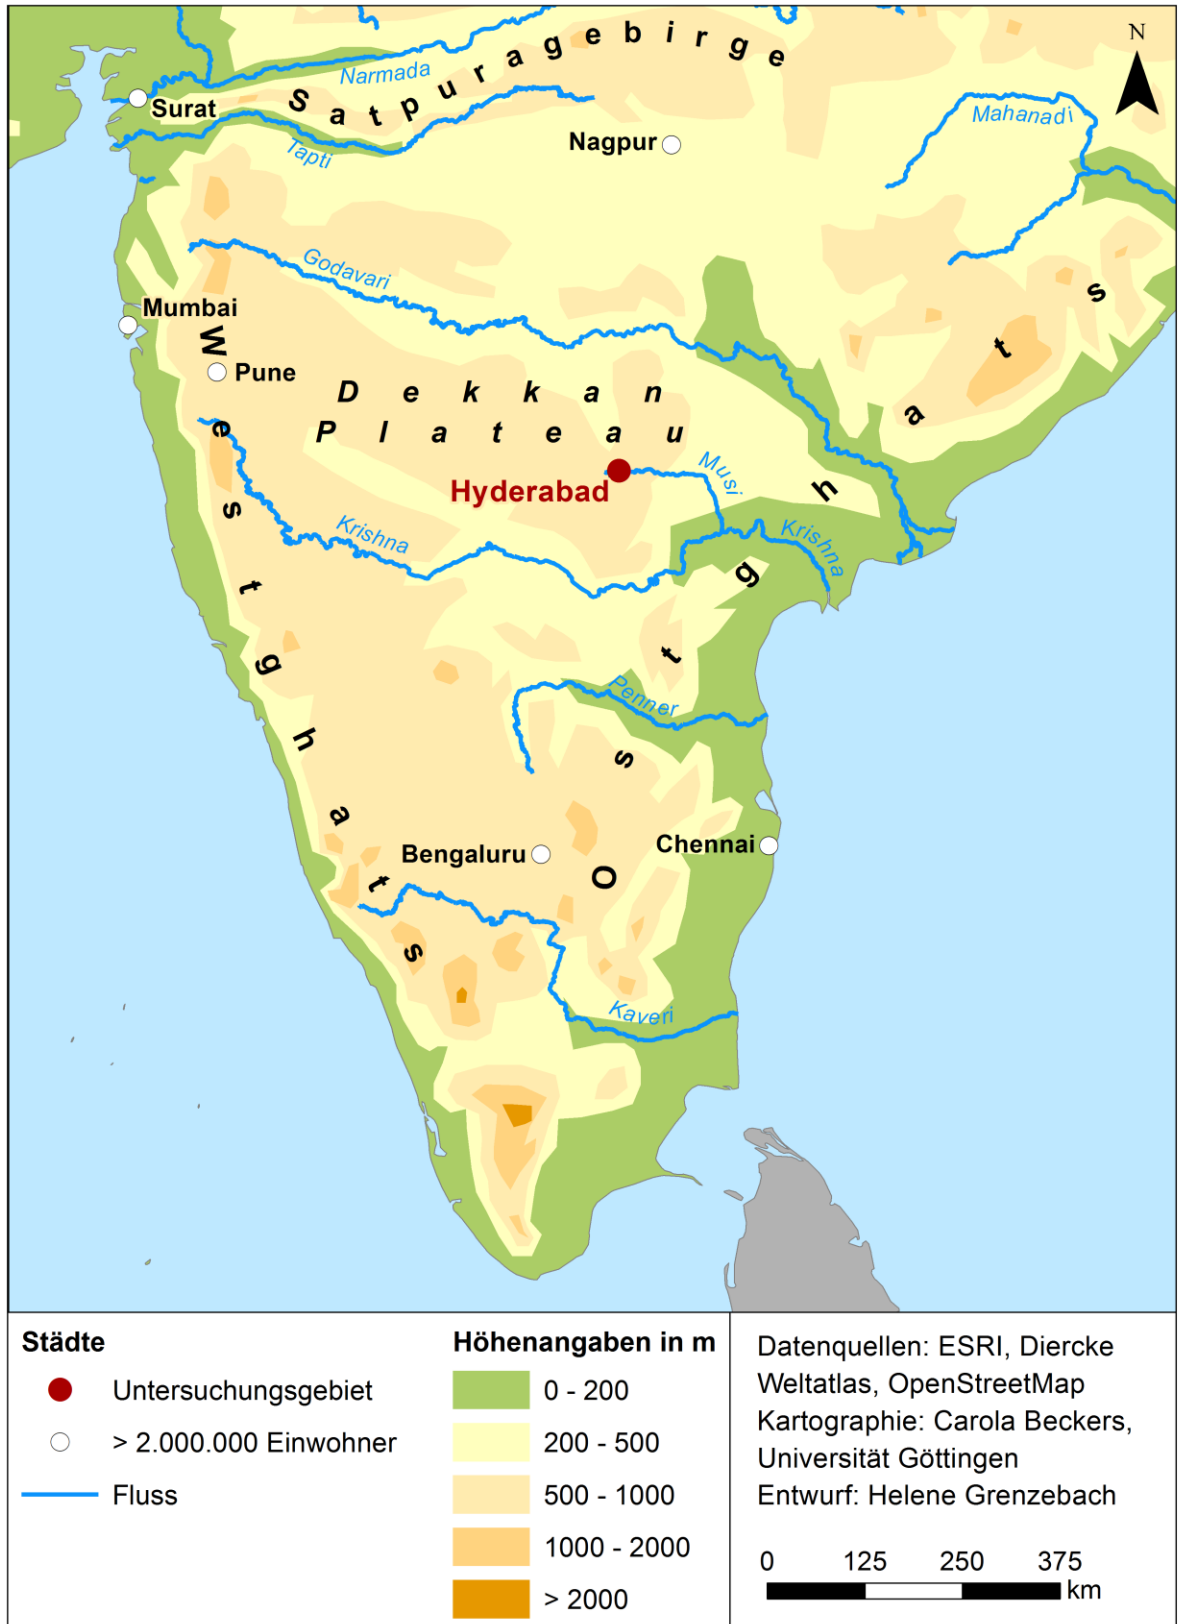 N
Satpuragebirge
Narmada
Surat
Tapti
Nagpur
Mahanadi
Godavari
Mumbai
Pune
Westghats
Dekkan
Plateau
Hyderabad
Musi
Krishna
Krishna
Ostghats
Penner
Bengaluru
Chennai
Kaveri
Städte
Untersuchungsgebiet
> 2.000.000 Einwohner
Fluss
Höhenangaben in m
0 - 200
200 - 500
500 - 1000
1000 - 2000
> 2000
Datenquellen: ESRI, Diercke
Weltatlas, OpenStreetMap
Kartographie: Carola Beckers,
Universität Göttingen
Entwurf: Helene Grenzebach
0 125 250 375
km